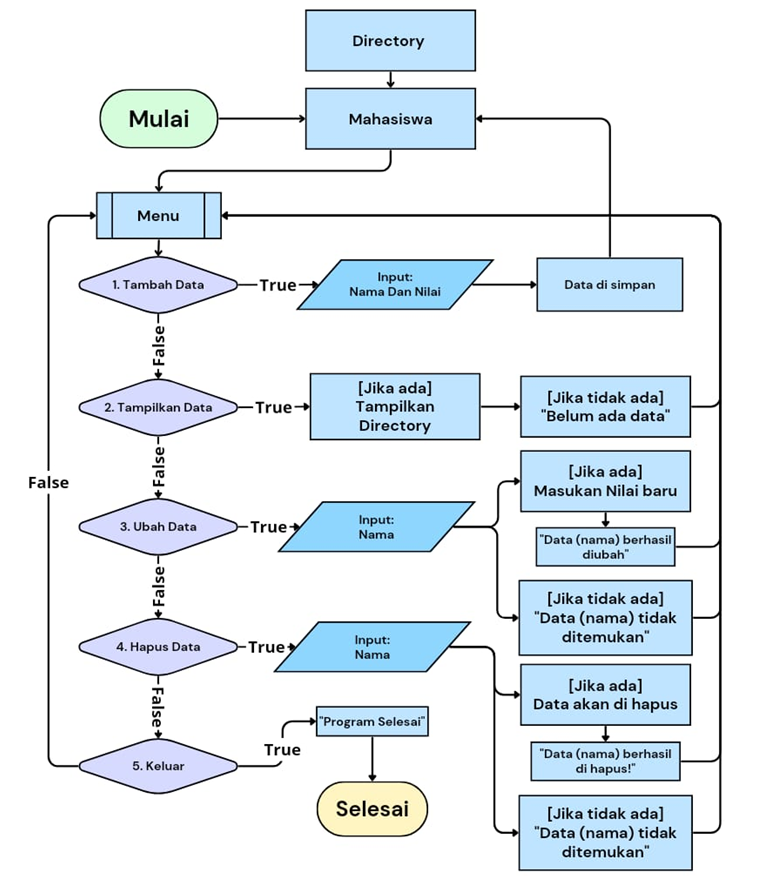 Directory
Mulai
Mahasiswa
Menu
1. Tambah Data
True
Input:
Nama Dan Nilai
Data di simpan
False
2. Tampilkan Data
True
[Jika ada]
Tampilkan
Directory
[Jika tidak ada]
"Belum ada data"
False
False
3. Ubah Data
True
Input:
Nama
[Jika ada]
Masukan Nilai baru
"Data (nama) berhasil
diubah"
[Jika tidak ada]
"Data (nama) tidak
ditemukan"
False
4. Hapus Data
True
Input:
Nama
[Jika ada]
Data akan di hapus
"Data (nama) berhasil
di hapus!"
False
5. Keluar
True
"Program Selesai"
Selesai
[Jika tidak ada]
"Data (nama) tidak
ditemukan"